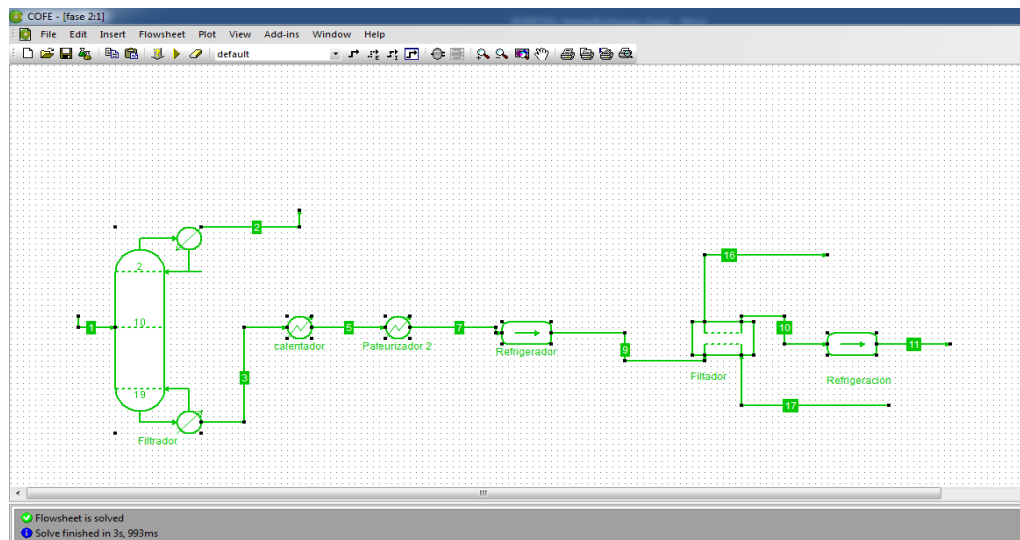 COFE - [fase 2:1]
File Edit Insert Flowsheet Plot View Add-ins Window Help
default
2
16
2
1
10
calentador
5
Pateurizador 2
7
Refrigerador
9
10
11
3
Filtador
Refrigeracion
19
17
Filtrador
Flowsheet is solved
Solve finished in 3s, 993ms